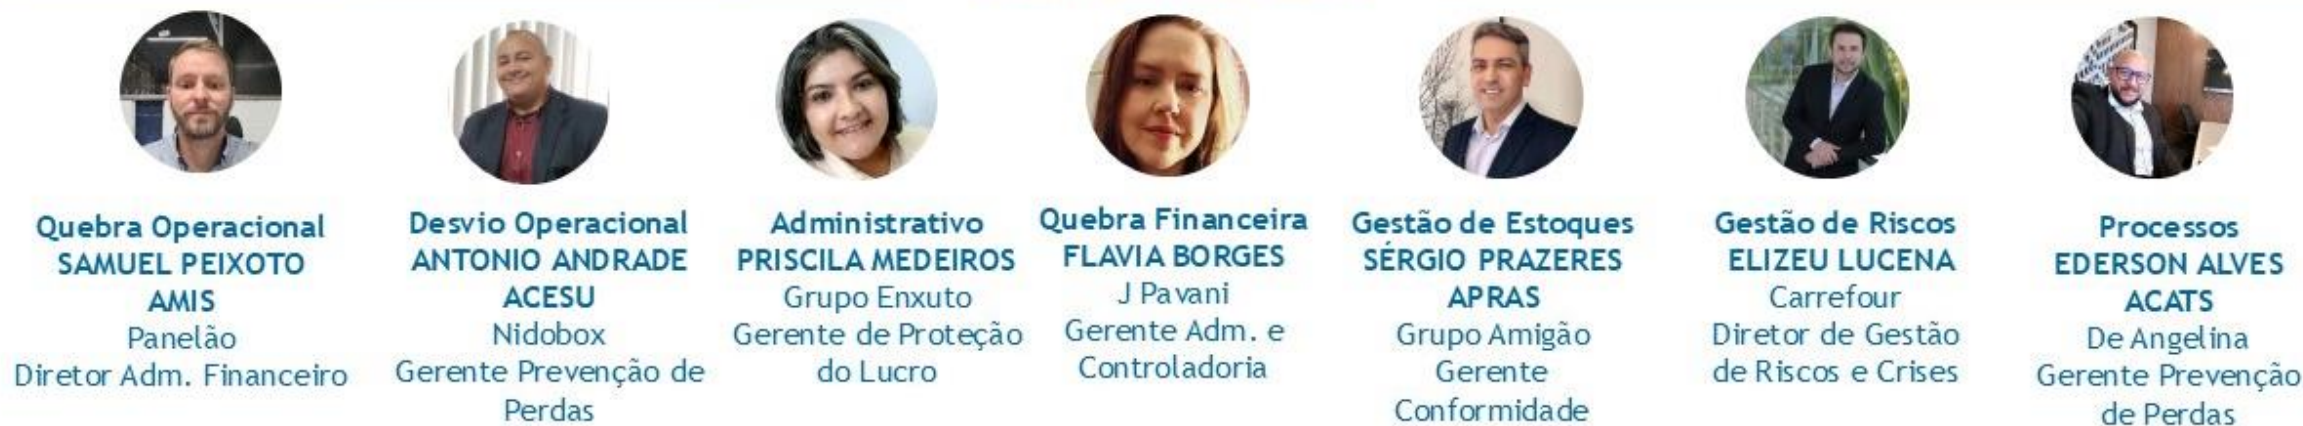 Quebra Operacional
SAMUEL PEIXOTO
AMIS
Panelão
Diretor Adm. Financeiro
Desvio Operacional
ANTONIO ANDRADE
ACESU
Nidobox
Gerente Prevenção de
Perdas
Administrativo
PRISCILA MEDEIROS
Grupo Enxuto
Gerente de Proteção
do Lucro
Quebra Financeira
FLAVIA BORGES
J Pavani
Gerente Adm. e
Controladoria
Gestão de Estoques
SÉRGIO PRAZERES
APRAS
Grupo Amigão
Gerente
Conformidade
Gestão de Riscos
ELIZEU LUCENA
Carrefour
Diretor de Gestão
de Riscos e Crises
Processos
EDERSON ALVES
ACATS
De Angelina
Gerente Prevenção
de Perdas